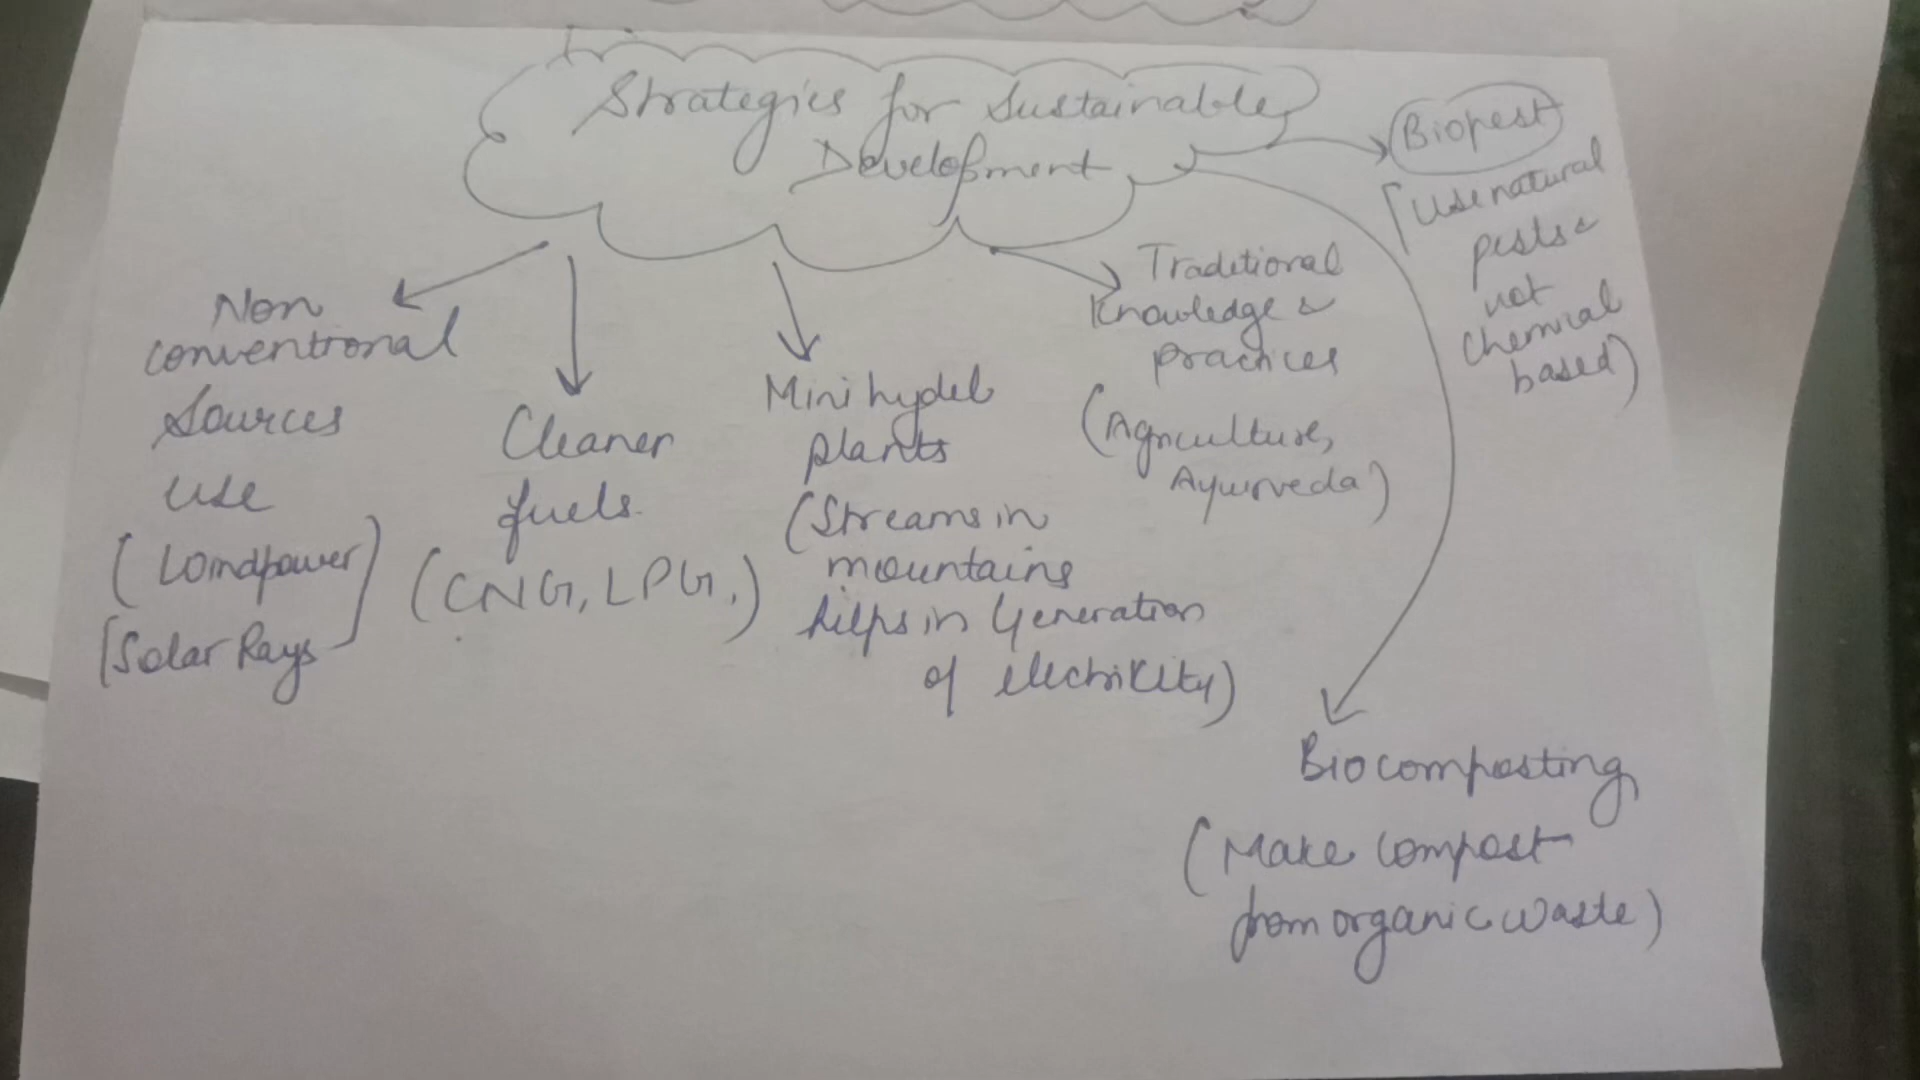 Strategies for Sustainable
Development
Biopest
[Use natural
pests &
not
chemical
based)
Non
conventional
Sources
use
( Windpower)
[Solar Rays
Cleaner
fuels.
(CNG, LPG,)
Mini hydel
plants
(Streams in
mountains
helps in Generation
of electricity)
Traditional
Knowledge &
practices
(Agriculture,
Ayurveda)
Biocomposting
(Make compost
from organic waste)